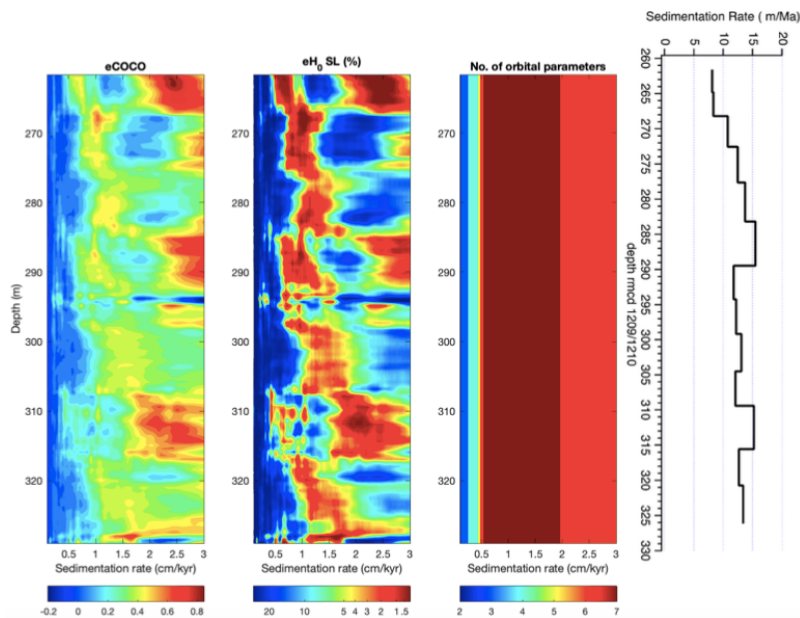 Sedimentation Rate ( m/Ma)
0 5 10 15 20
eCOCO
eH0 SL (%)
No. of orbital parameters
Depth (m)
270
280
290
300
310
320
270
280
290
300
310
320
270
280
290
300
310
320
260
265
270
275
280
285
290
295
300
305
310
315
320
325
330
depth rmcd 1209/1210
0.5 1 1.5 2 2.5 3
0.5 1 1.5 2 2.5 3
0.5 1 1.5 2 2.5 3
Sedimentation rate (cm/kyr)
Sedimentation rate (cm/kyr)
Sedimentation rate (cm/kyr)
-0.2 0 0.2 0.4 0.6 0.8
20 10 5 4 3 2 1.5
2 3 4 5 6 7